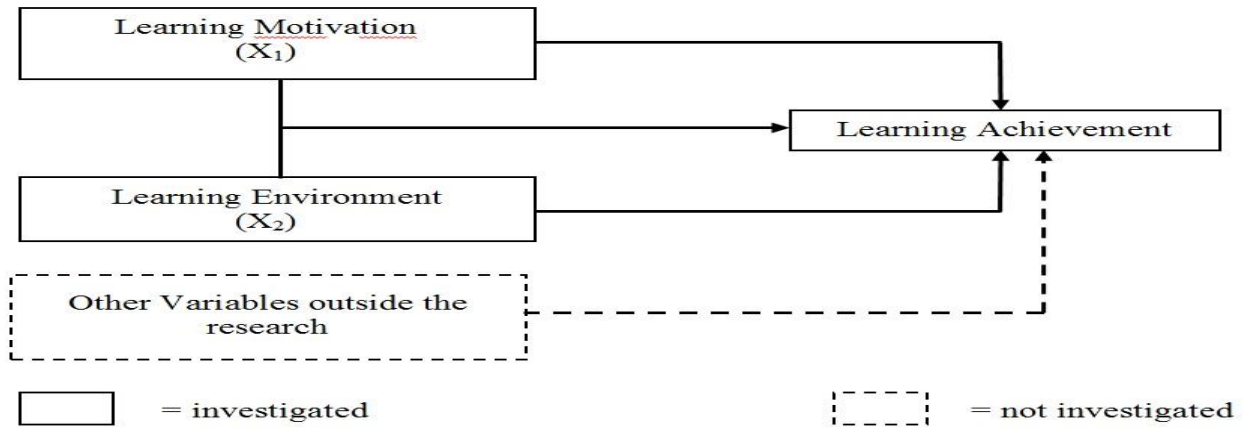 Learning Motivation
(X₁)
Learning Achievement
Learning Environment
(X₂)
Other Variables outside the
research
= investigated
= not investigated